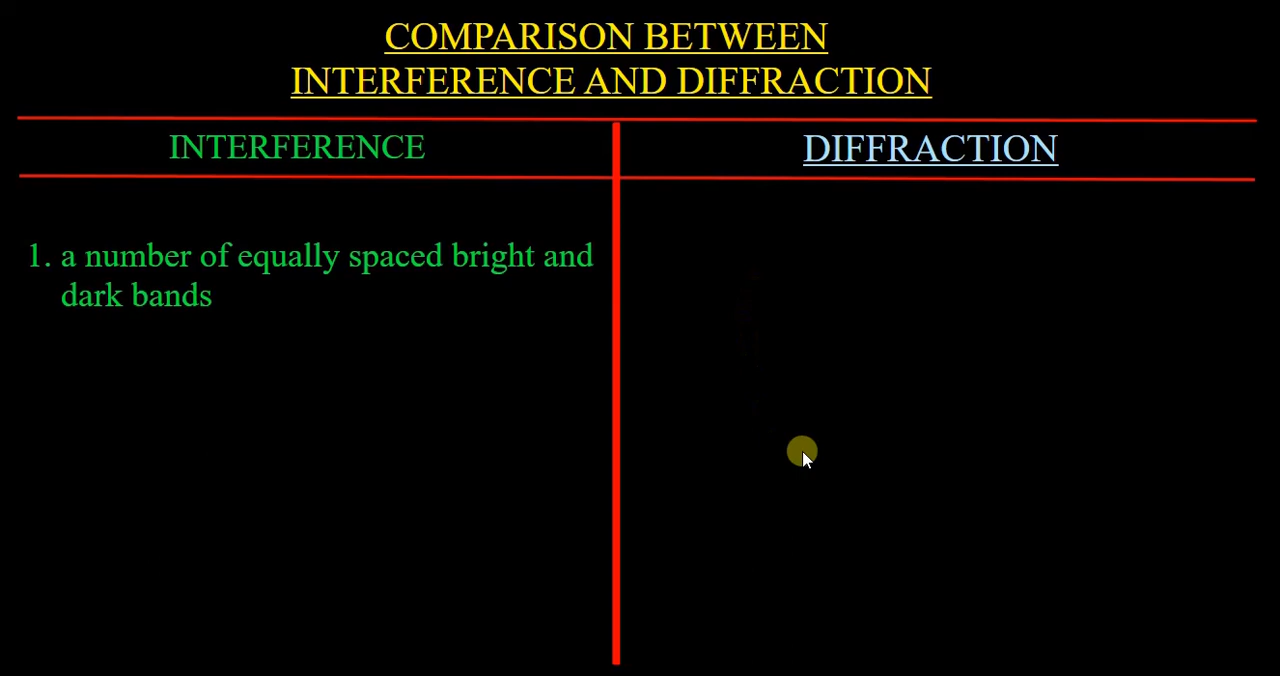 COMPARISON BETWEEN
INTERFERENCE AND DIFFRACTION
INTERFERENCE
DIFFRACTION
1. a number of equally spaced bright and
dark bands